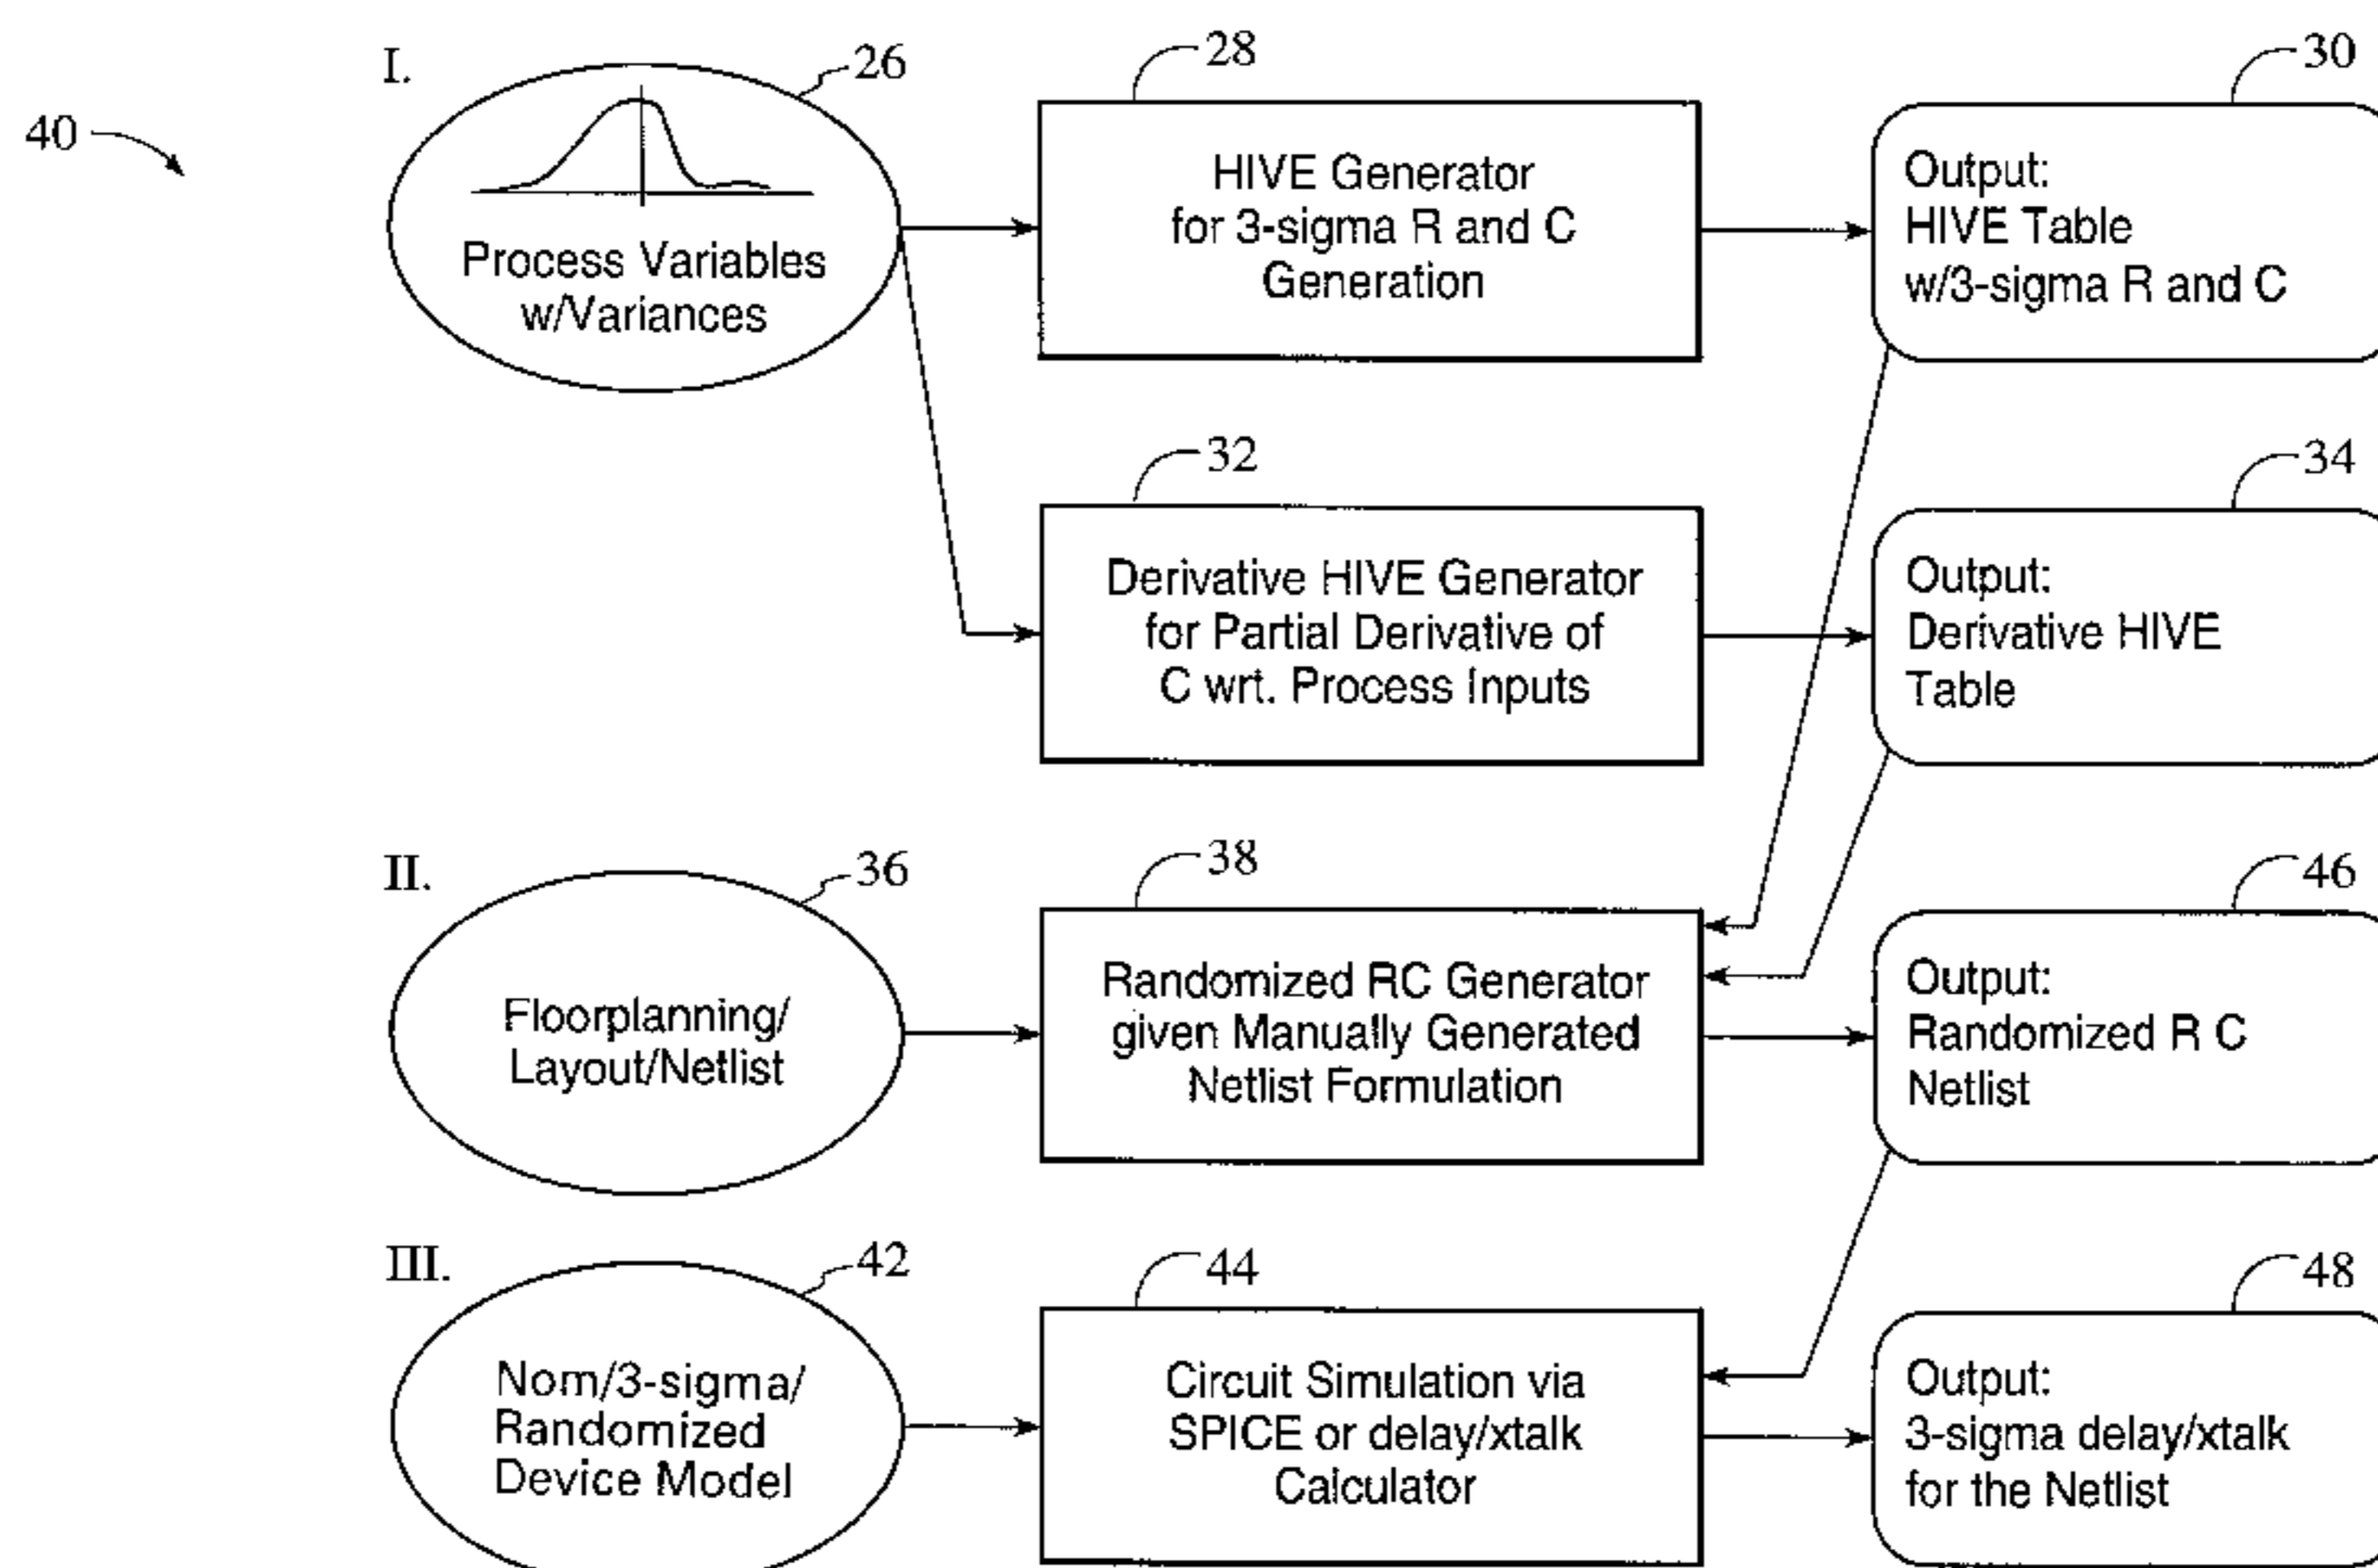 40
I.
26
Process Variables
w/Variances
28
HIVE Generator
for 3-sigma R and C
Generation
30
Output:
HIVE Table
w/3-sigma R and C
32
Derivative HIVE Generator
for Partial Derivative of
C wrt. Process Inputs
34
Output:
Derivative HIVE
Table
II.
36
Floorplanning/
Layout/Netlist
38
Randomized RC Generator
given Manually Generated
Netlist Formulation
46
Output:
Randomized R C
Netlist
III.
42
Nom/3-sigma/
Randomized
Device Model
44
Circuit Simulation via
SPICE or delay/xtalk
Calculator
48
Output:
3-sigma delay/xtalk
for the Netlist